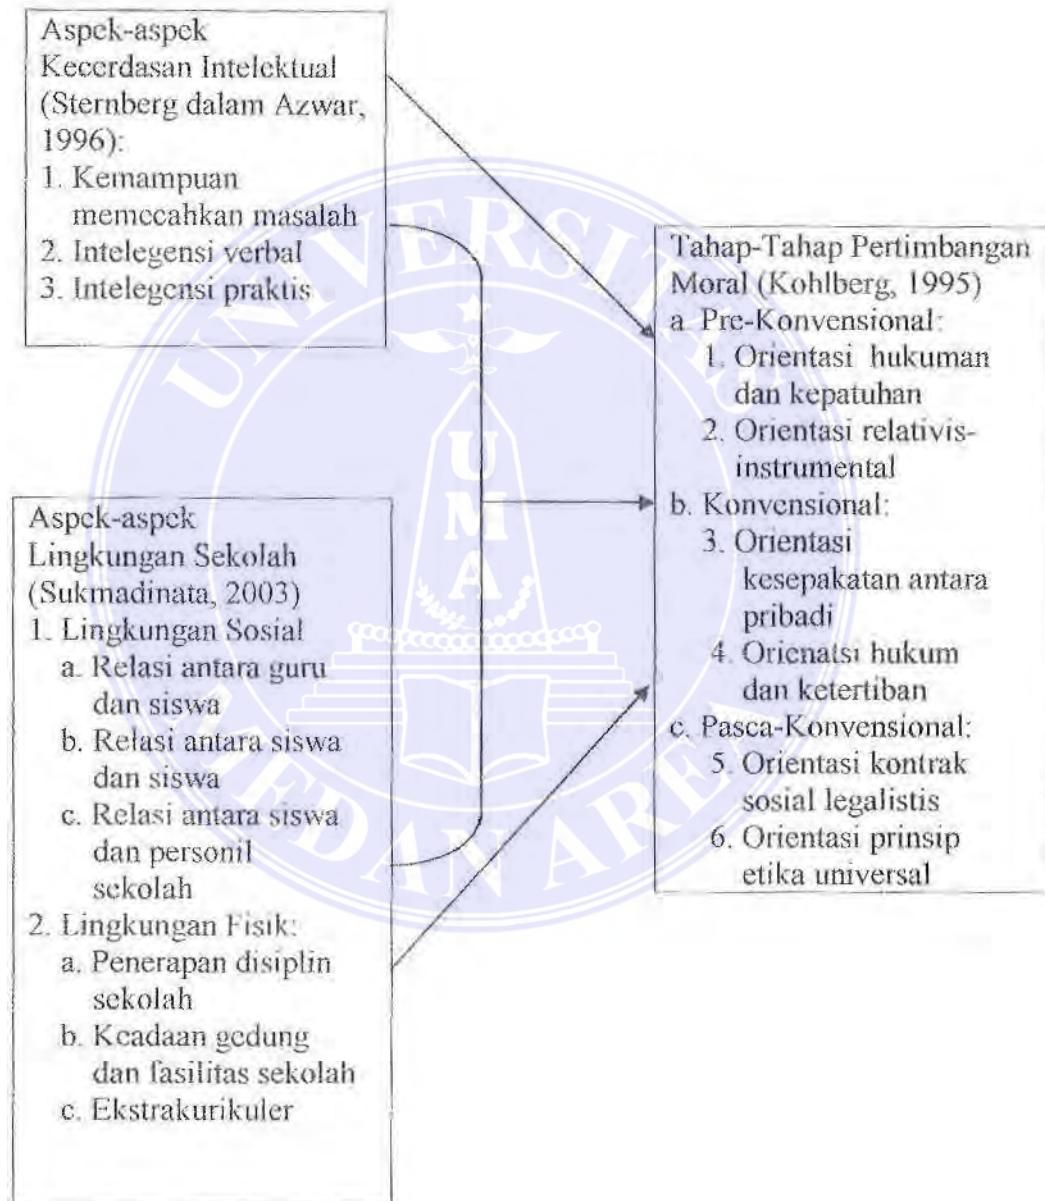 Aspek-aspek
Kecerdasan Intelektual
(Sternberg dalam Azwar,
1996):
1. Kemampuan
memecahkan masalah
2. Intelegensi verbal
3. Intelegensi praktis
Aspek-aspek
Lingkungan Sekolah
(Sukmadinata, 2003)
1. Lingkungan Sosial
a. Relasi antara guru
dan siswa
b. Relasi antara siswa
dan siswa
c. Relasi antara siswa
dan personil
sekolah
2. Lingkungan Fisik:
a. Penerapan disiplin
sekolah
b. Keadaan gedung
dan fasilitas sekolah
c. Ekstrakurikuler
Tahap-Tahap Pertimbangan
Moral (Kohlberg, 1995)
a. Pre-Konvensional:
1. Orientasi hukuman
dan kepatuhan
2. Orientasi relativis-
instrumental
b. Konvensional:
3. Orientasi
kesepakatan antara
pribadi
4. Orienatsi hukum
dan ketertiban
c. Pasca-Konvensional:
5. Orientasi kontrak
sosial legalistis
6. Orientasi prinsip
etika universal
UNIVERSITAS
MEDAN AREA
UMA